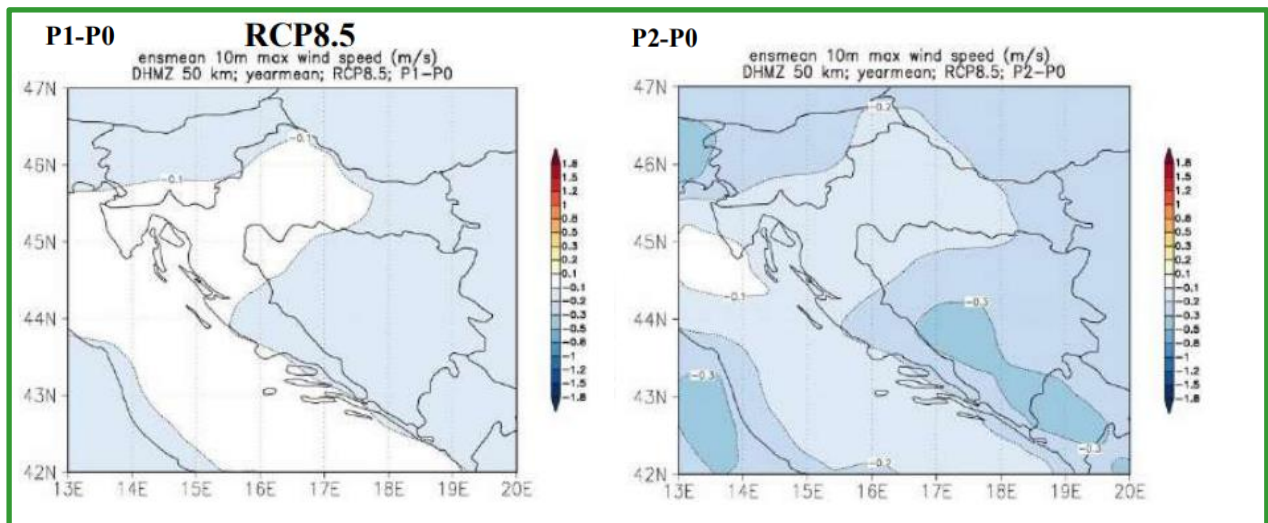 P1-P0
RCP8.5
ensmean 10m max wind speed (m/s)
DHMZ 50 km; yearmean; RCP8.5; P1-P0
47N
46N
45N
44N
43N
42N
13E 14E 15E 16E 17E 18E 19E 20E
-0.1
-0.1
-0.1
1.8
1.5
1.2
1
0.5
0.3
0.2
0.1
-0.1
-0.2
-0.3
-0.8
-1
-1.2
-1.5
-1.8
P2-P0
ensmean 10m max wind speed (m/s)
DHMZ 50 km; yearmean; RCP8.5; P2-P0
47N
46N
45N
44N
43N
42N
13E 14E 15E 16E 17E 18E 19E 20E
-0.2
-0.1
-0.3
-0.3
-0.3
-0.2
1.8
1.5
1.2
1
0.5
0.3
0.2
0.1
-0.1
-0.2
-0.3
-0.8
-1
-1.2
-1.5
-1.8